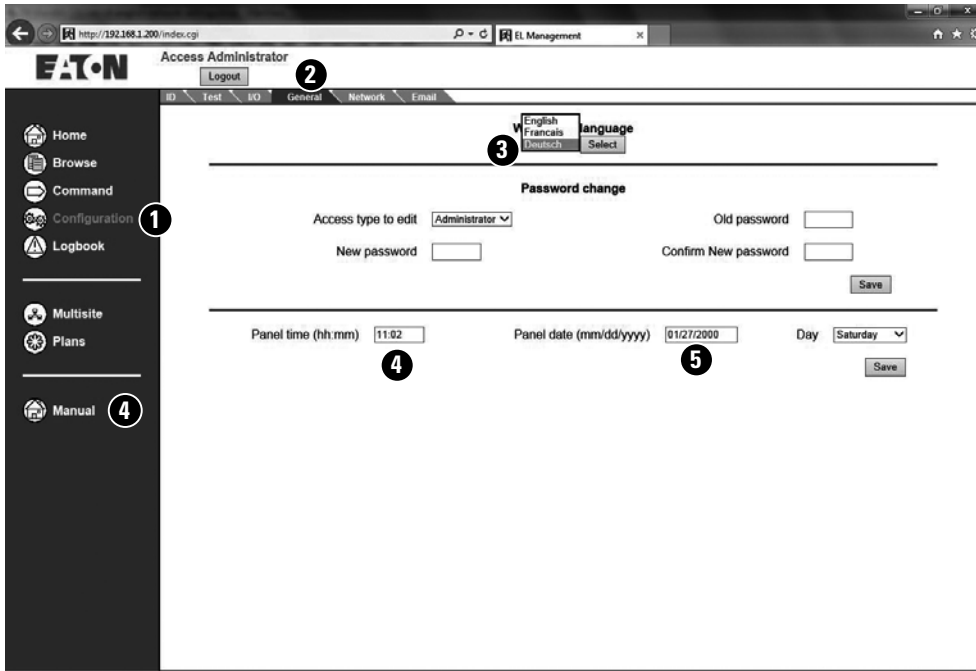 http://192.168.1.200/index.cgi
EL Management
EATON
Access Administrator
Logout
2
ID Test I/O General Network Email
Home
Browse
Command
Configuration 1
Logbook
Multisite
Plans
Manual 4
W language
English
Francais
Deutsch
3
Select
Password change
Access type to edit Administrator Old password
New password Confirm New password
Save
Panel time (hh:mm) 11:02 Panel date (mm/dd/yyyy) 01/27/2000 Day Saturday
4 5
Save